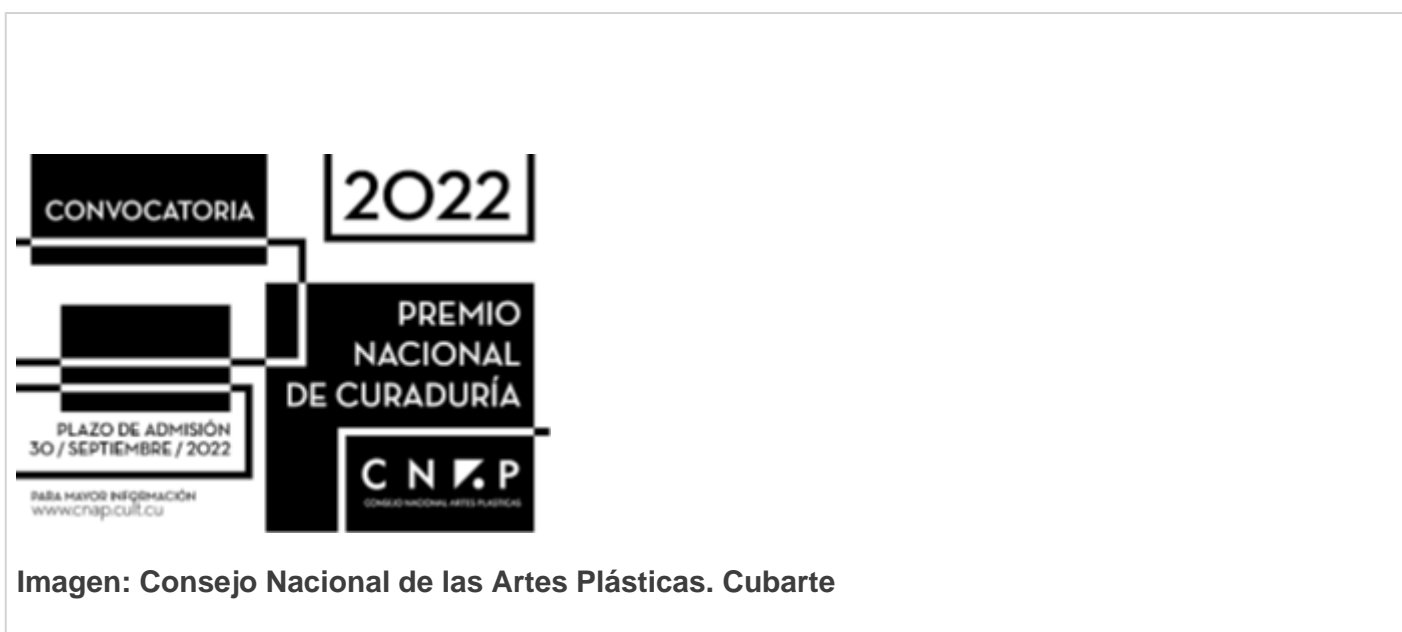 CONVOCATORIA
2022
PREMIO
NACIONAL
DE CURADURÍA
PLAZO DE ADMISIÓN
30 / SEPTIEMBRE / 2022
PARA MAYOR INFORMACIÓN
www.cnap.cult.cu
C N A P
CONSEJO NACIONAL ARTES PLASTICAS
Imagen: Consejo Nacional de las Artes Plásticas. Cubarte